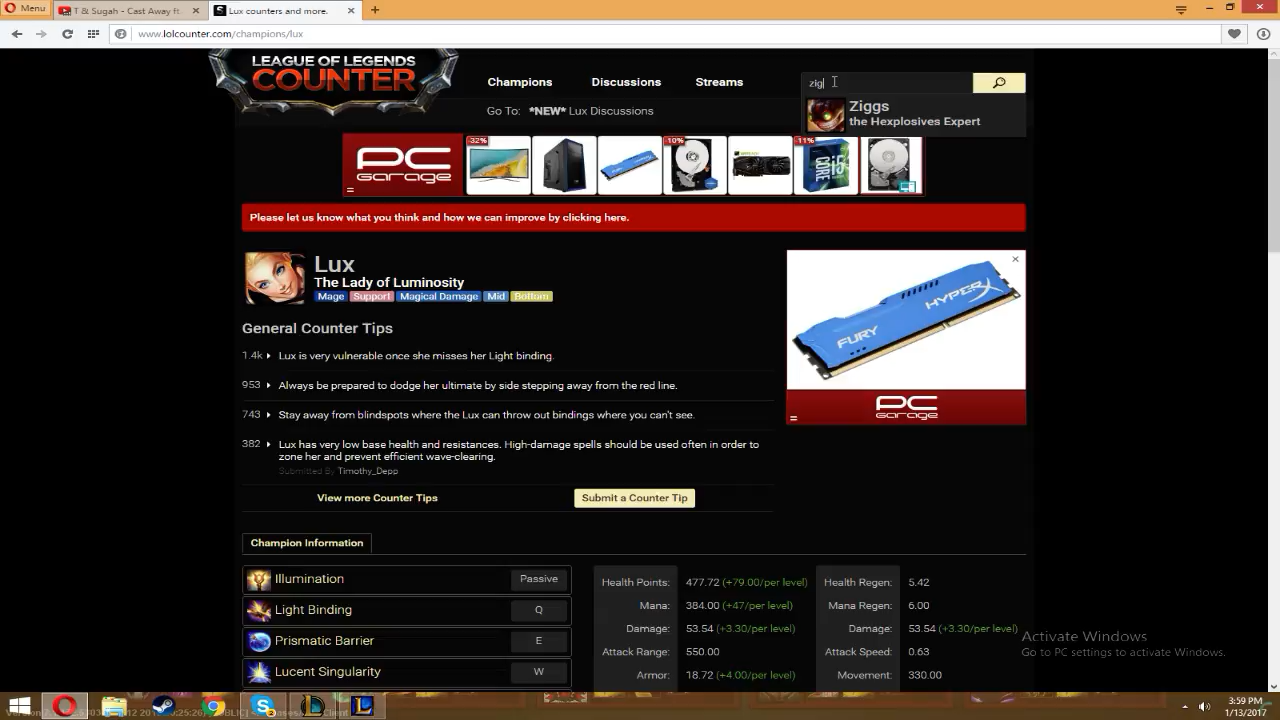 Menu
T & Sugah - Cast Away ft.
Lux counters and more.
www.lolcounter.com/champions/lux
LEAGUE OF LEGENDS
COUNTER
Champions
Discussions
Streams
zig
Ziggs
the Hexplosives Expert
Go To: *NEW* Lux Discussions
PC
GARAGE
32%
10%
11%
CORE i5
Please let us know what you think and how we can improve by clicking here.
Lux
The Lady of Luminosity
Mage Support Magical Damage Mid Bottom
FURY HYPERX
PC
GARAGE
General Counter Tips
1.4k Lux is very vulnerable once she misses her Light binding.
953 Always be prepared to dodge her ultimate by side stepping away from the red line.
743 Stay away from blindspots where the Lux can throw out bindings where you can't see.
382 Lux has very low base health and resistances. High-damage spells should be used often in order to
zone her and prevent efficient wave-clearing.
Submitted By Timothy_Depp
View more Counter Tips
Submit a Counter Tip
Champion Information
Illumination Passive
Light Binding Q
Prismatic Barrier E
Lucent Singularity W
Health Points: 477.72 (+79.00/per level) Health Regen: 5.42
Mana: 384.00 (+47/per level) Mana Regen: 6.00
Damage: 53.54 (+3.30/per level) Damage: 53.54 (+3.30/per level)
Attack Range: 550.00 Attack Speed: 0.63
Armor: 18.72 (+4.00/per level) Movement: 330.00
Activate Windows
Go to PC settings to activate Windows.
3:59 PM
1/13/2017